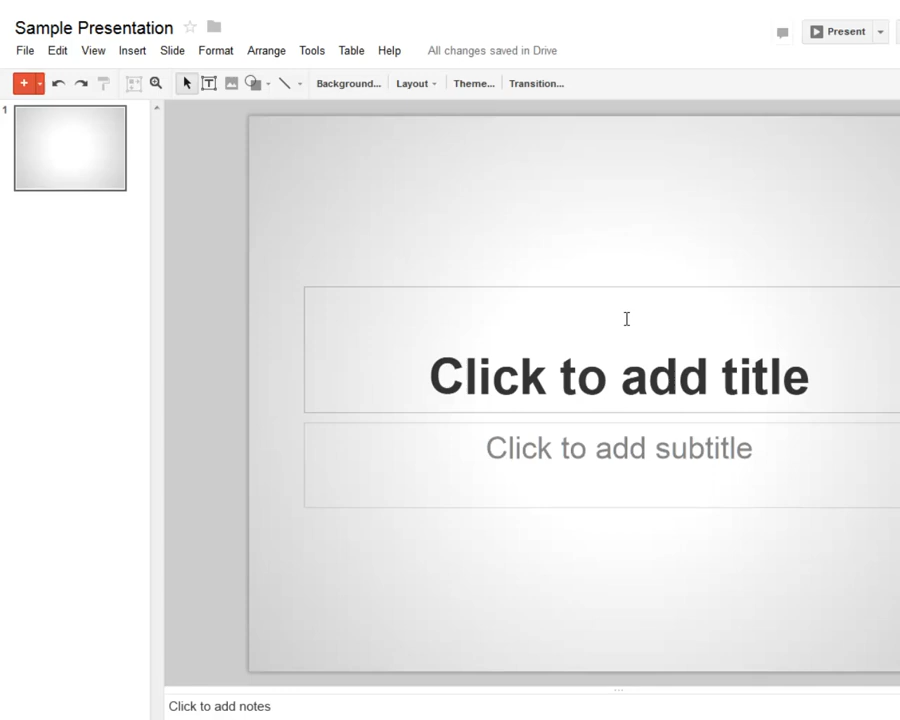 Sample Presentation
Present
File Edit View Insert Slide Format Arrange Tools Table Help All changes saved in Drive
Background... Layout Theme... Transition...
1
Click to add title
Click to add subtitle
Click to add notes